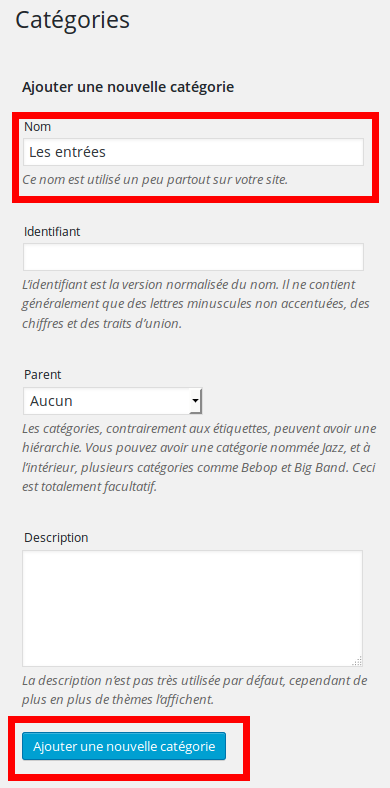 Catégories
Ajouter une nouvelle catégorie
Nom
Les entrées
Ce nom est utilisé un peu partout sur votre site.
Identifiant
L’identifiant est la version normalisée du nom. Il ne contient
généralement que des lettres minuscules non accentuées, des
chiffres et des traits d’union.
Parent
Aucun
Les catégories, contrairement aux étiquettes, peuvent avoir une
hiérarchie. Vous pouvez avoir une catégorie nommée Jazz, et à
l’intérieur, plusieurs catégories comme Bebop et Big Band. Ceci
est totalement facultatif.
Description
La description n’est pas très utilisée par défaut, cependant de
plus en plus de thèmes l’affichent.
Ajouter une nouvelle catégorie